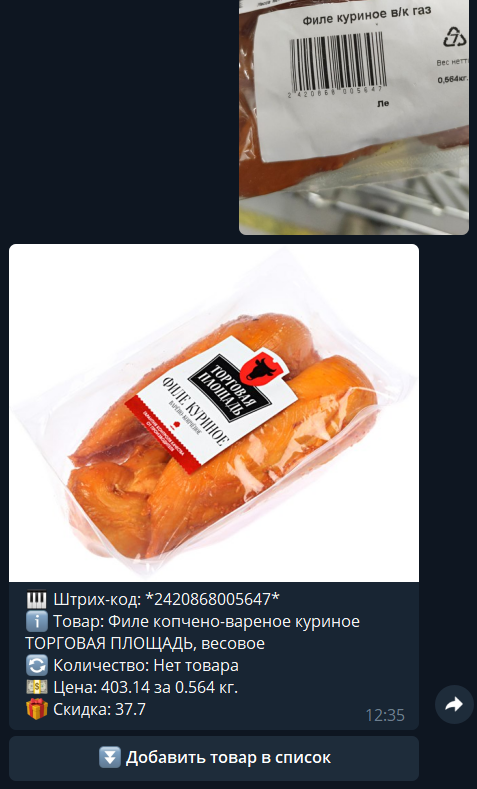 Филе куриное в/к газ
2 420868 005647
Вес нетто
0,564кг.
Ле
ТОРГОВАЯ
ПЛОЩАДЬ
ФИЛЕ КУРИНОЕ
ВАРЕНО-КОПЧЕНОЕ
Штрих-код: *2420868005647*
Товар: Филе копчено-вареное куриное
ТОРГОВАЯ ПЛОЩАДЬ, весовое
Количество: Нет товара
Цена: 403.14 за 0.564 кг.
Скидка: 37.7
12:35
Добавить товар в список